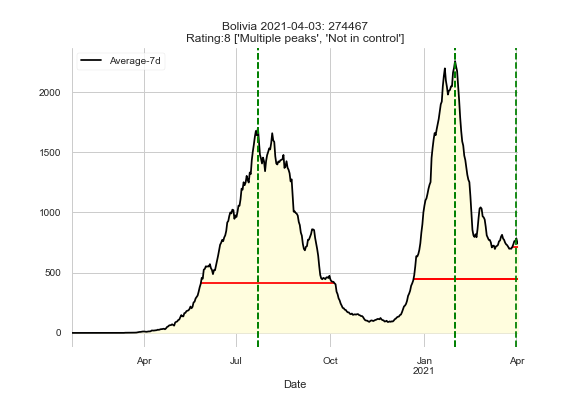 Bolivia 2021-04-03: 274467
Rating:8 ['Multiple peaks', 'Not in control']
Average-7d
2000
1500
1000
500
0
Apr
Jul
Oct
Jan
2021
Apr
Date